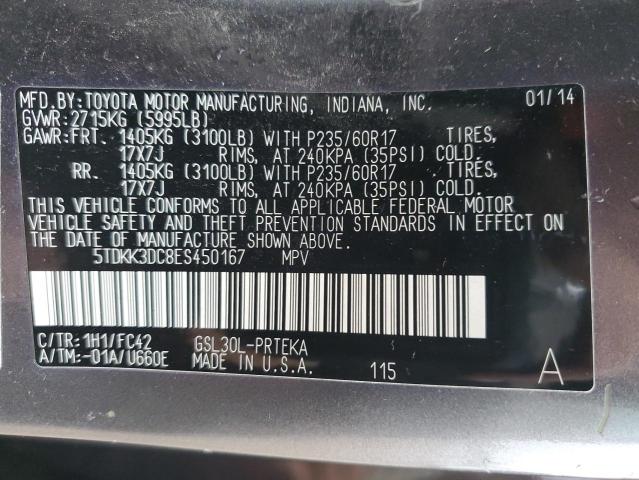 MFD.BY:TOYOTA MOTOR MANUFACTURING, INDIANA, INC. 01/14
GVWR:2715KG (5995LB)
GAWR:FRT. 1405KG (3100LB) WITH P235/60R17 TIRES,
17X7J RIMS, AT 240KPA (35PSI) COLD.
RR. 1405KG (3100LB) WITH P235/60R17 TIRES,
17X7J RIMS, AT 240KPA (35PSI) COLD.
THIS VEHICLE CONFORMS TO ALL APPLICABLE FEDERAL MOTOR
VEHICLE SAFETY AND THEFT PREVENTION STANDARDS IN EFFECT ON
THE DATE OF MANUFACTURE SHOWN ABOVE.
5TDKK3DC8ES450167 MPV
C/TR:1H1/FC42 GSL30L-PRTEKA
A/TM:-01A/U660E MADE IN U.S.A. 115 A